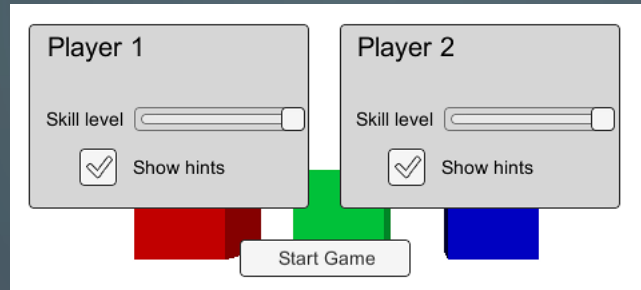 Player 1
Player 2
Skill level
Skill level
Show hints
Show hints
Start Game